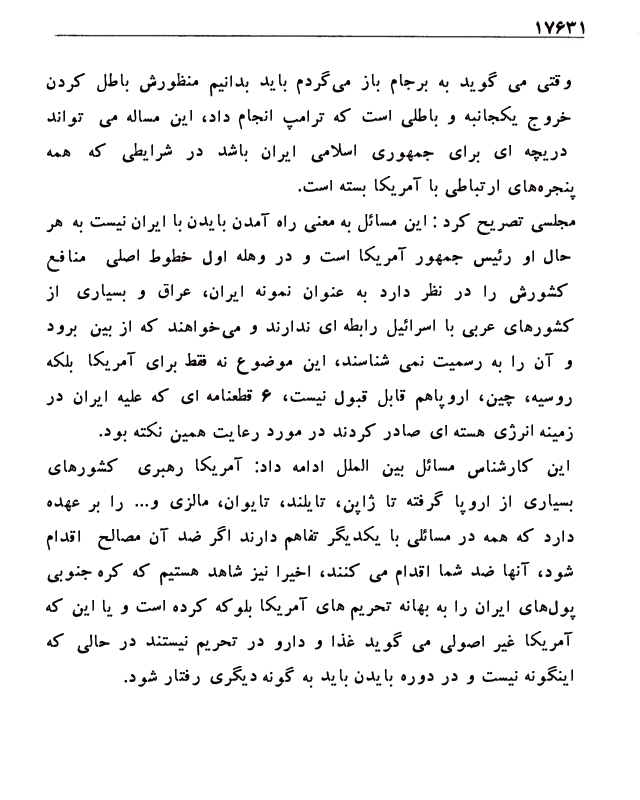 ۱۷۶۳۱
وقتی می گوید به برجام باز می‌گردم باید بدانیم منظورش باطل کردن
خروج یکجانبه و باطلی است که ترامپ انجام داد، این مساله می تواند
دریچه ای برای جمهوری اسلامی ایران باشد در شرایطی که همه
پنجره‌های ارتباطی با آمریکا بسته است.
مجلسی تصریح کرد : این مسائل به معنی راه آمدن بایدن با ایران نیست به هر
حال او رئیس جمهور آمریکا است و در وهله اول خطوط اصلی منافع
کشورش را در نظر دارد به عنوان نمونه ایران، عراق و بسیاری از
کشورهای عربی با اسرائیل رابطه ای ندارند و می‌خواهند که از بین برود
و آن را به رسمیت نمی شناسند، این موضوع نه فقط برای آمریکا بلکه
روسیه، چین، اروپاهم قابل قبول نیست، ۶ قطعنامه ای که علیه ایران در
زمینه انرژی هسته ای صادر کردند در مورد رعایت همین نکته بود.
این کارشناس مسائل بین الملل ادامه داد: آمریکا رهبری کشورهای
بسیاری از اروپا گرفته تا ژاپن، تایلند، تایوان، مالزی و... را بر عهده
دارد که همه در مسائلی با یکدیگر تفاهم دارند اگر ضد آن مصالح اقدام
شود، آنها ضد شما اقدام می کنند، اخیرا نیز شاهد هستیم که کره جنوبی
پول‌های ایران را به بهانه تحریم های آمریکا بلوکه کرده است و یا این که
آمریکا غیر اصولی می گوید غذا و دارو در تحریم نیستند در حالی که
اینگونه نیست و در دوره بایدن باید به گونه دیگری رفتار شود.